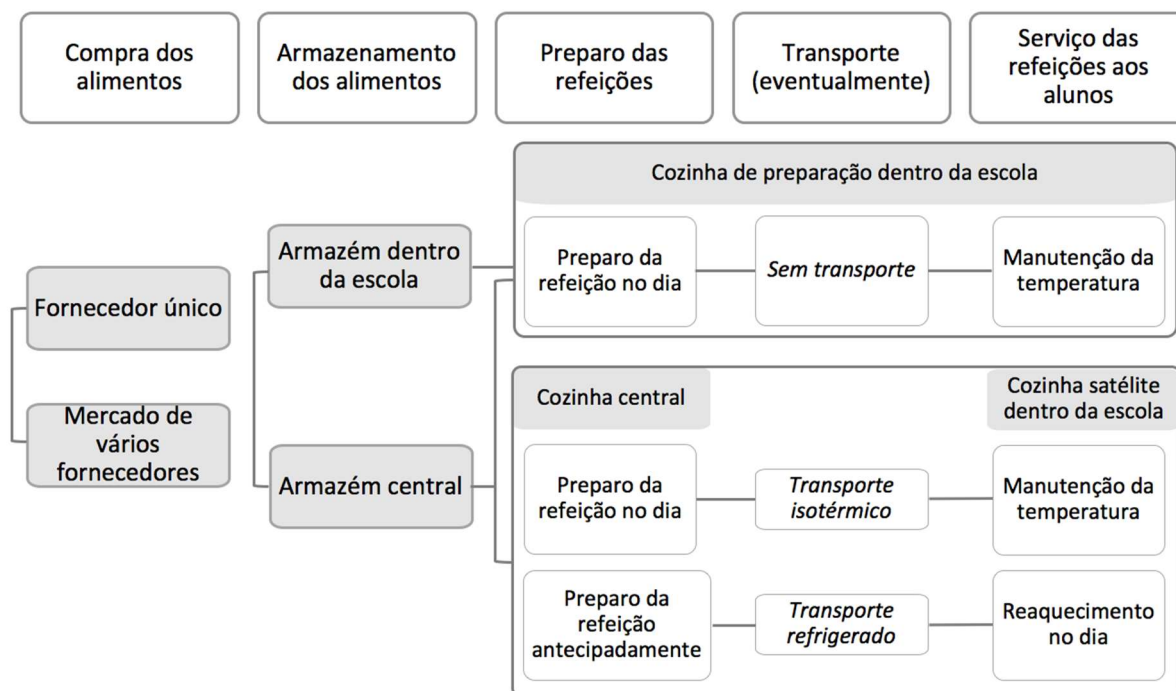 Compra dos
alimentos
Armazenamento
dos alimentos
Preparo das
refeições
Transporte
(eventualmente)
Serviço das
refeições aos
alunos
Fornecedor único
Mercado de
vários
fornecedores
Armazém dentro
da escola
Armazém central
Cozinha de preparação dentro da escola
Preparo da
refeição no dia
Sem transporte
Manutenção da
temperatura
Cozinha central
Cozinha satélite
dentro da escola
Preparo da
refeição no dia
Transporte
isotérmico
Manutenção da
temperatura
Preparo da
refeição
antecipadamente
Transporte
refrigerado
Reaquecimento
no dia